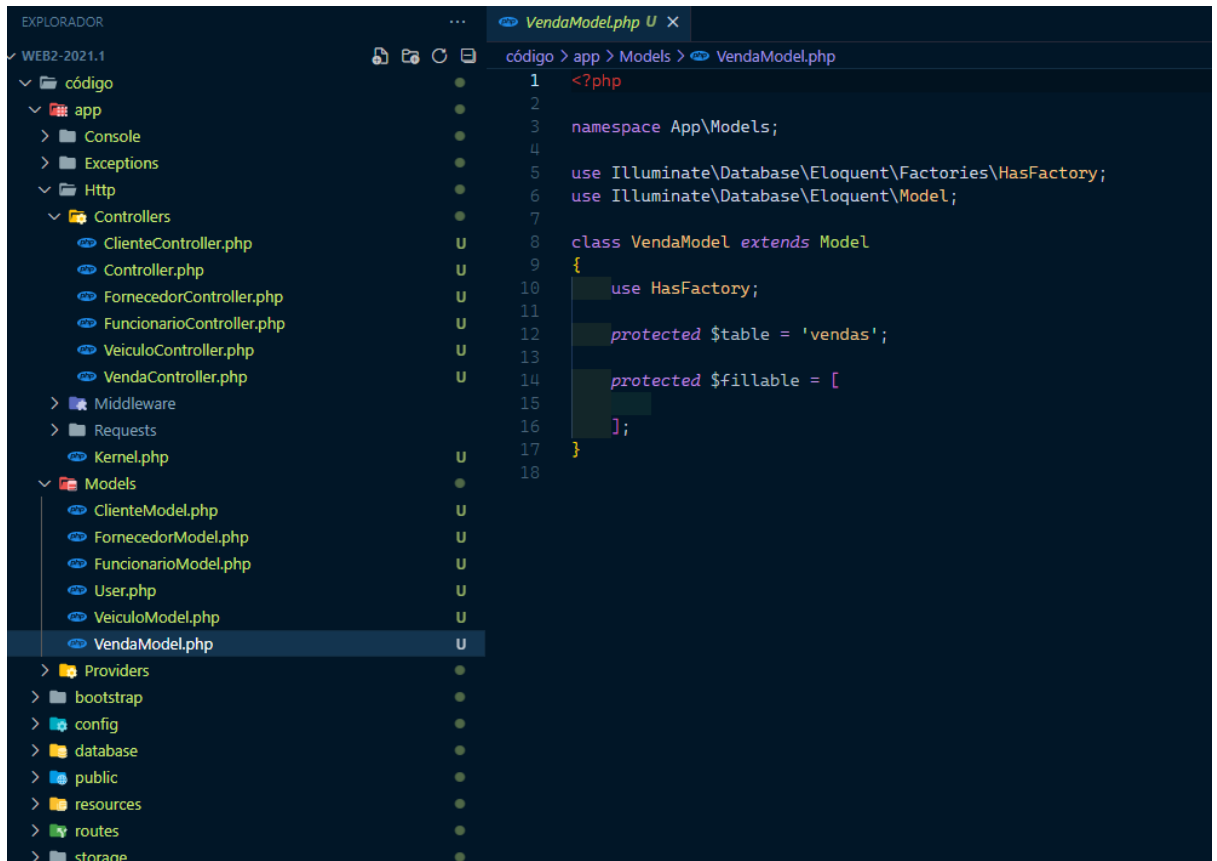 EXPLORADOR ...
WEB2-2021.1
código
app
Console
Exceptions
Http
Controllers
ClienteController.php U
Controller.php U
FornecedorController.php U
FuncionarioController.php U
VeiculoController.php U
VendaController.php U
Middleware
Requests
Kernel.php U
Models
ClienteModel.php U
FornecedorModel.php U
FuncionarioModel.php U
User.php U
VeiculoModel.php U
VendaModel.php U
Providers
bootstrap
config
database
public
resources
routes
storage
VendaModel.php U
código > app > Models > VendaModel.php
1 <?php
2
3 namespace App\Models;
4
5 use Illuminate\Database\Eloquent\Factories\HasFactory;
6 use Illuminate\Database\Eloquent\Model;
7
8 class VendaModel extends Model
9 {
10 use HasFactory;
11
12 protected $table = 'vendas';
13
14 protected $fillable = [
15
16 ];
17 }
18